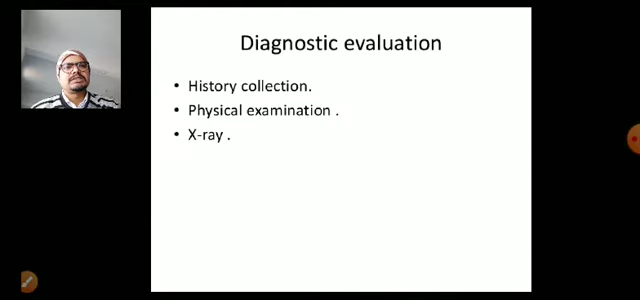 Diagnostic evaluation
• History collection.
• Physical examination .
• X-ray .